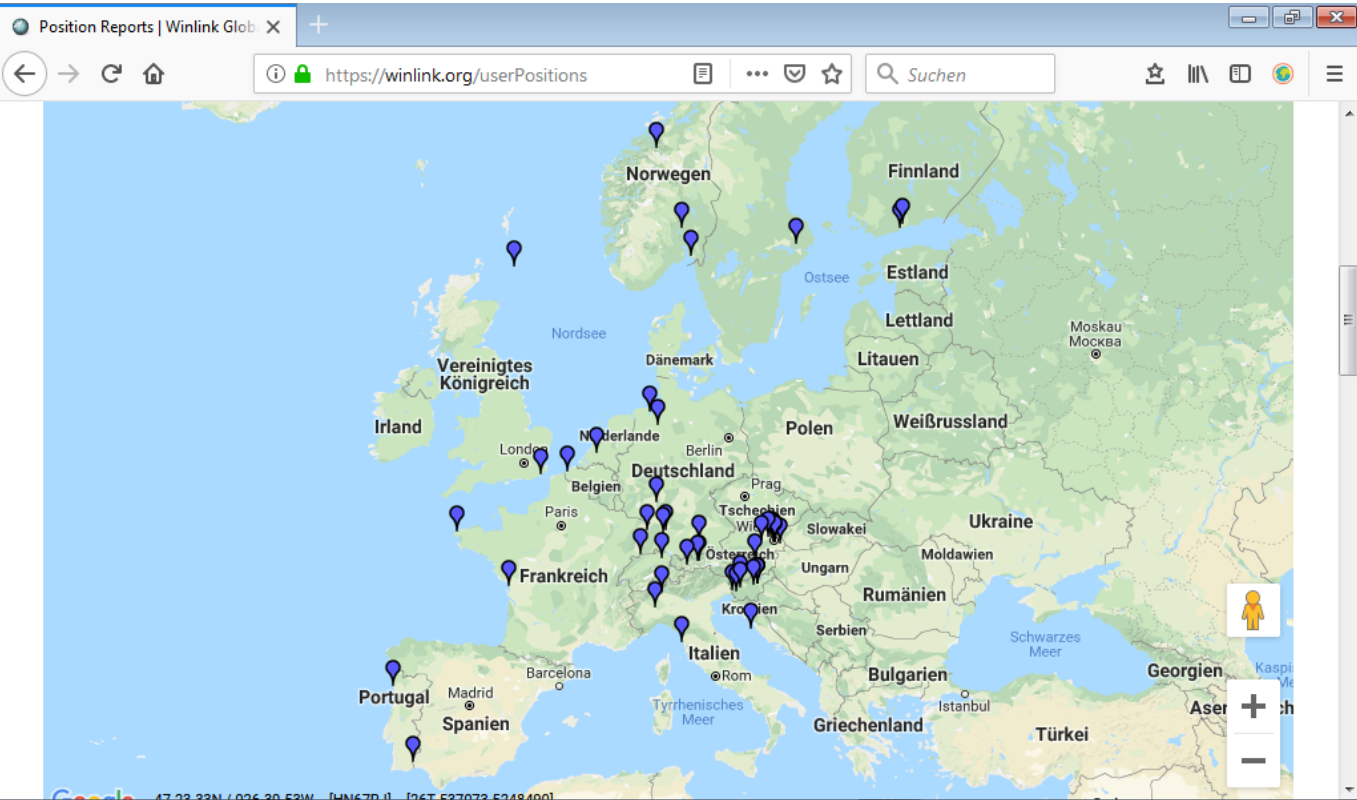 Position Reports | Winlink Glob
https://winlink.org/userPositions
Suchen
Norwegen
Finnland
Estland
Ostsee
Lettland
Moskau
Москва
Nordsee
Dänemark
Litauen
Vereinigtes
Königreich
Irland
Weißrussland
Polen
Berlin
London
Deutschland
Belgien
Prag
Paris
Tschechien
Slowakei
Ukraine
Österreich
Moldawien
Ungarn
Frankreich
Rumänien
Kroatien
Serbien
Schwarzes
Meer
Italien
Georgien
Bulgarien
Barcelona
Rom
Portugal
Madrid
Spanien
Tyrrhenisches
Meer
Istanbul
Griechenland
Türkei